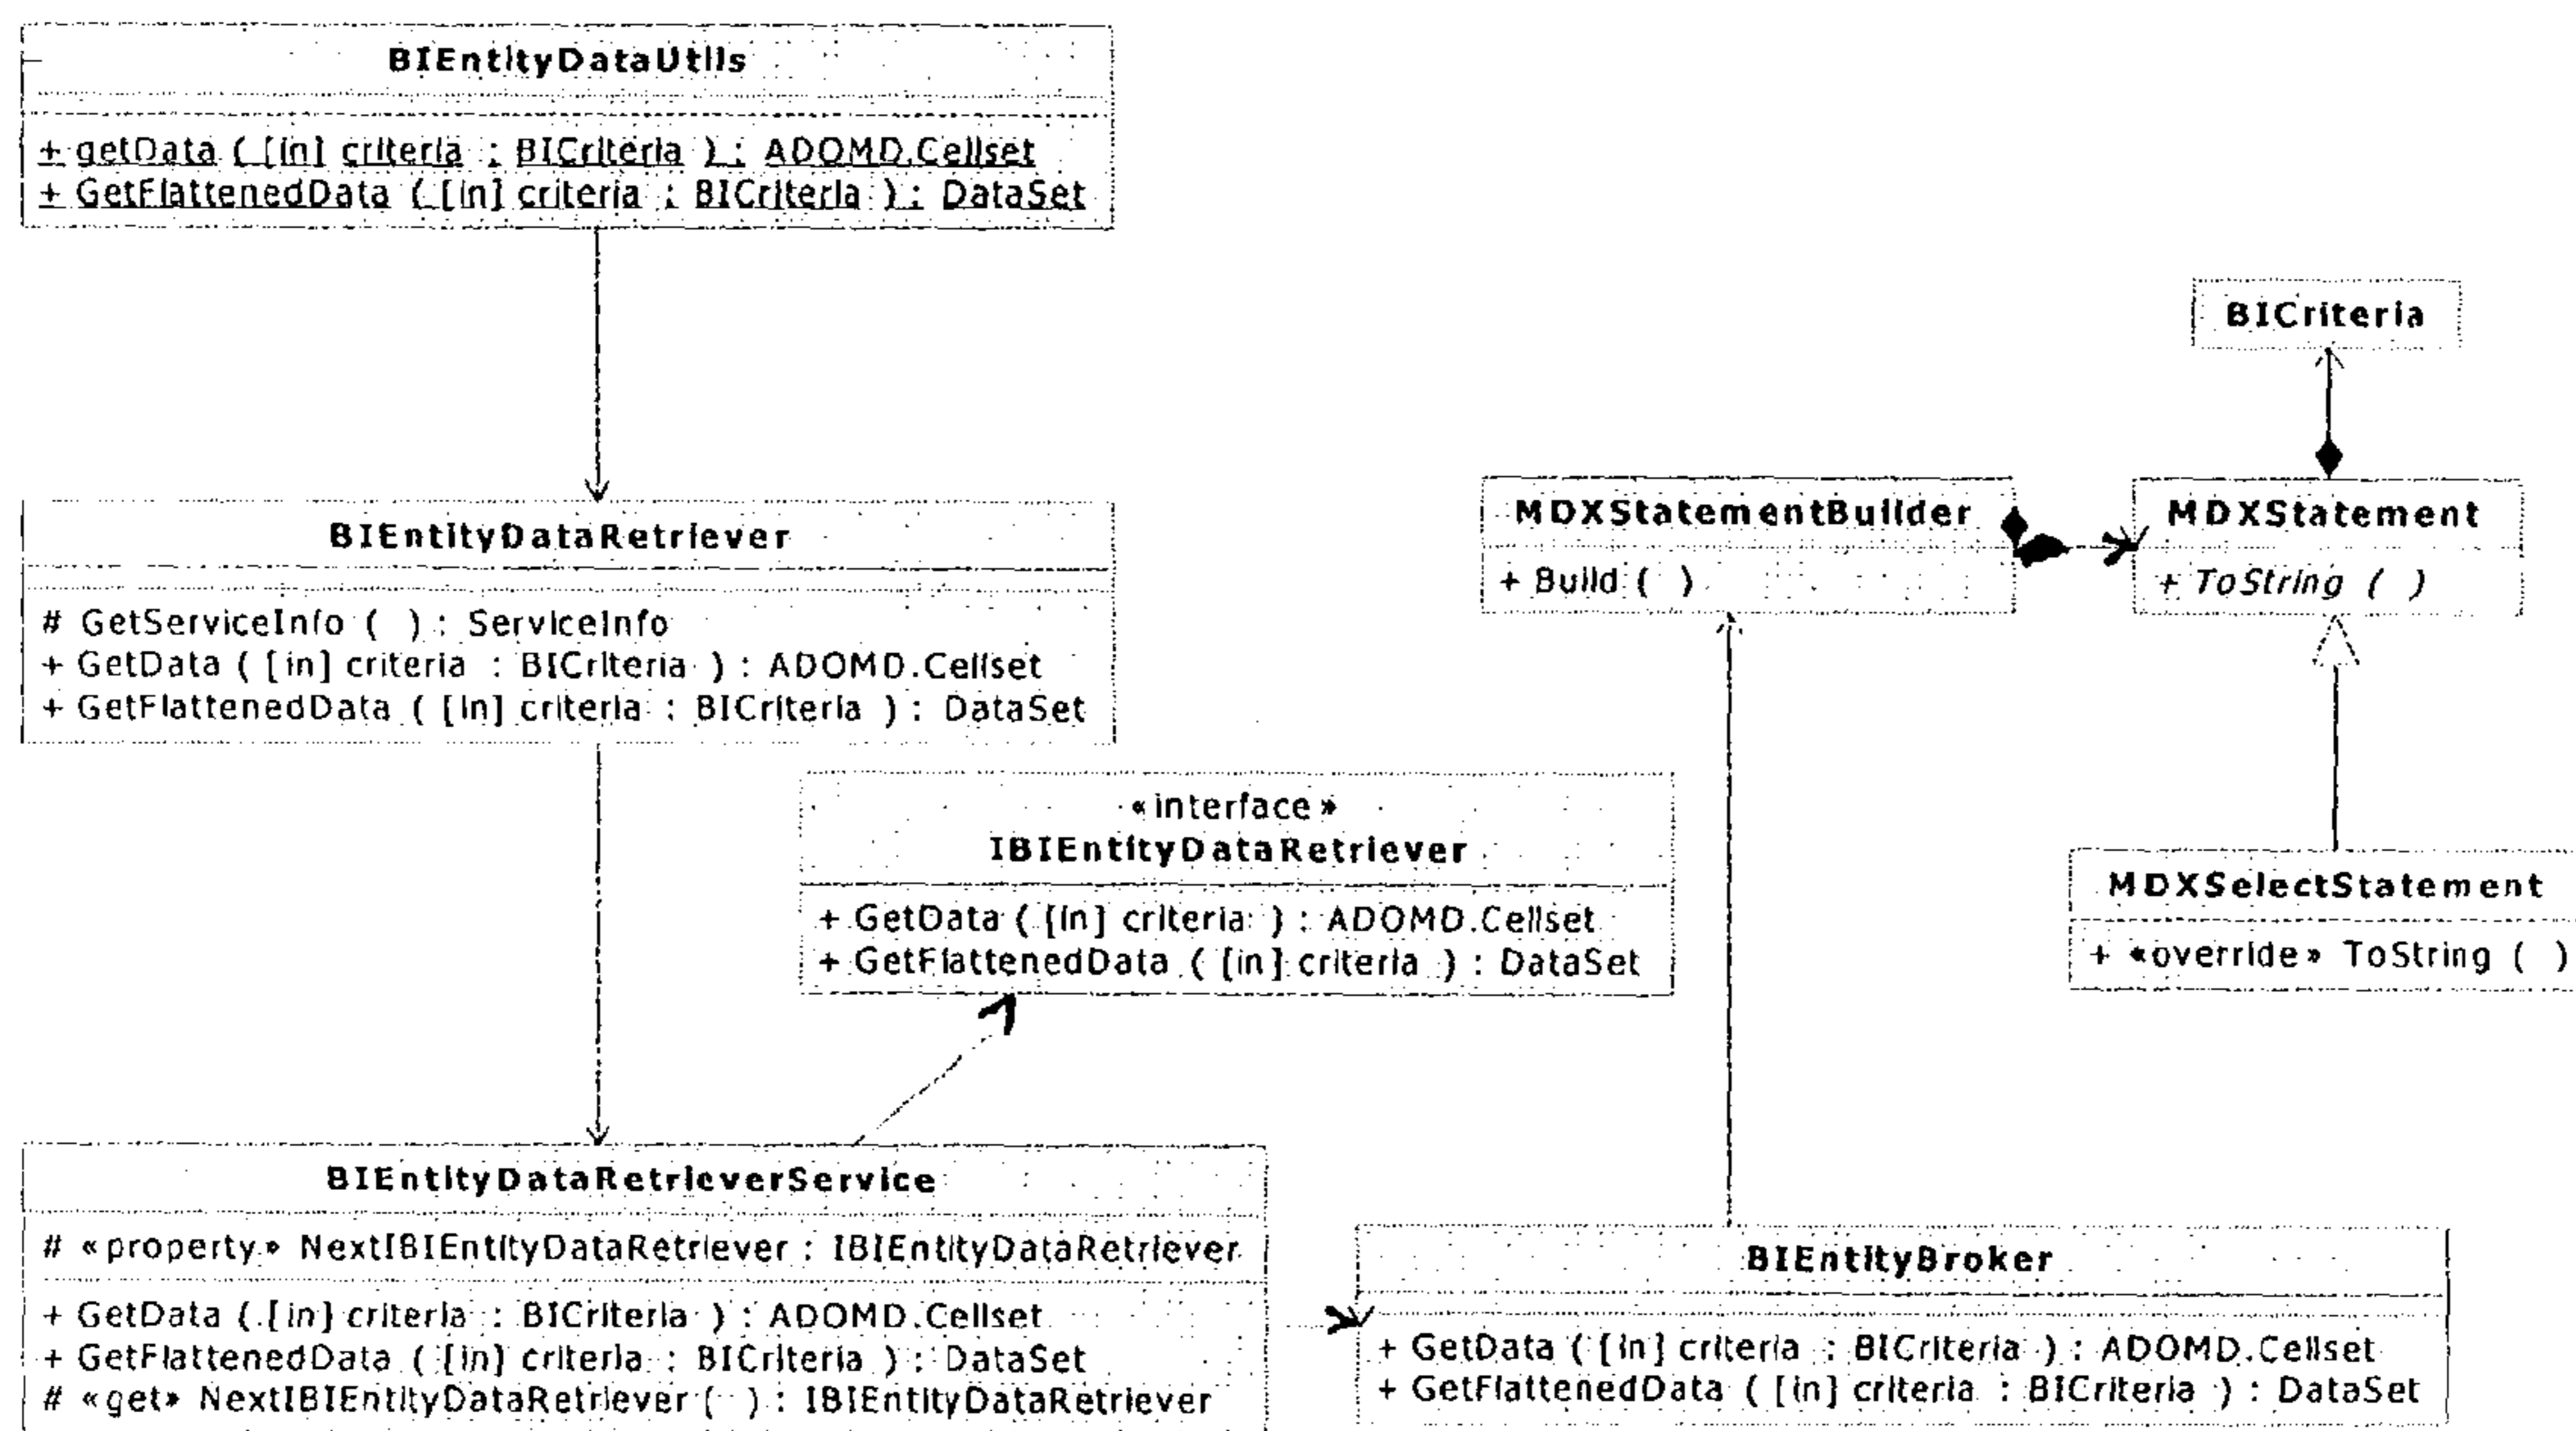 BIEntityDataUtils
+ getData ( [in] criteria : BICriteria ) : ADOMD.Cellset
+ GetFlattenedData ( [in] criteria : BICriteria ) : DataSet
BICriteria
MDXStatementBuilder
+ Build ( )
MDXStatement
+ ToString ( )
BIEntityDataRetriever
# GetServiceInfo ( ) : ServiceInfo
+ GetData ( [in] criteria : BICriteria ) : ADOMD.Cellset
+ GetFlattenedData ( [in] criteria : BICriteria ) : DataSet
«interface»
IBIEntityDataRetriever
+ GetData ( [in] criteria ) : ADOMD.Cellset
+ GetFlattenedData ( [in] criteria ) : DataSet
MDXSelectStatement
+ «override» ToString ( )
BIEntityDataRetrieverService
# «property» NextIBIEntityDataRetriever : IBIEntityDataRetriever
+ GetData ( [in] criteria : BICriteria ) : ADOMD.Cellset
+ GetFlattenedData ( [in] criteria : BICriteria ) : DataSet
# «get» NextIBIEntityDataRetriever ( ) : IBIEntityDataRetriever
BIEntityBroker
+ GetData ( [in] criteria : BICriteria ) : ADOMD.Cellset
+ GetFlattenedData ( [in] criteria : BICriteria ) : DataSet